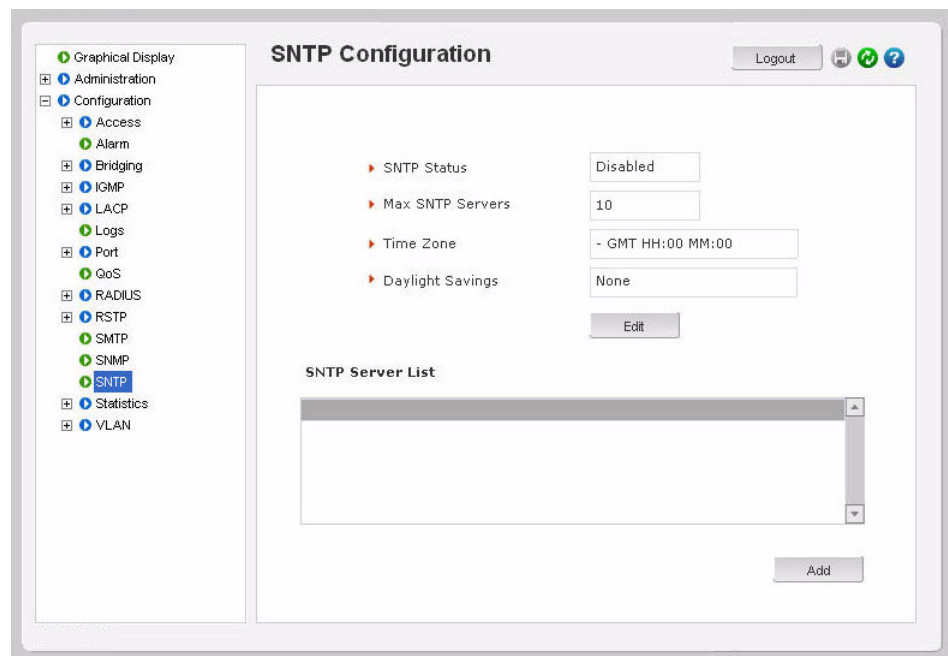 Graphical Display
Administration
Configuration
Access
Alarm
Bridging
IGMP
LACP
Logs
Port
QoS
RADIUS
RSTP
SMTP
SNMP
SNTP
Statistics
VLAN
SNTP Configuration
Logout
SNTP Status Disabled
Max SNTP Servers 10
Time Zone - GMT HH:00 MM:00
Daylight Savings None
Edit
SNTP Server List
Add